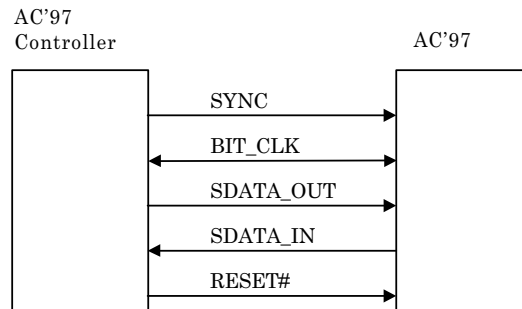 AC'97
Controller
AC'97
SYNC
BIT_CLK
SDATA_OUT
SDATA_IN
RESET#